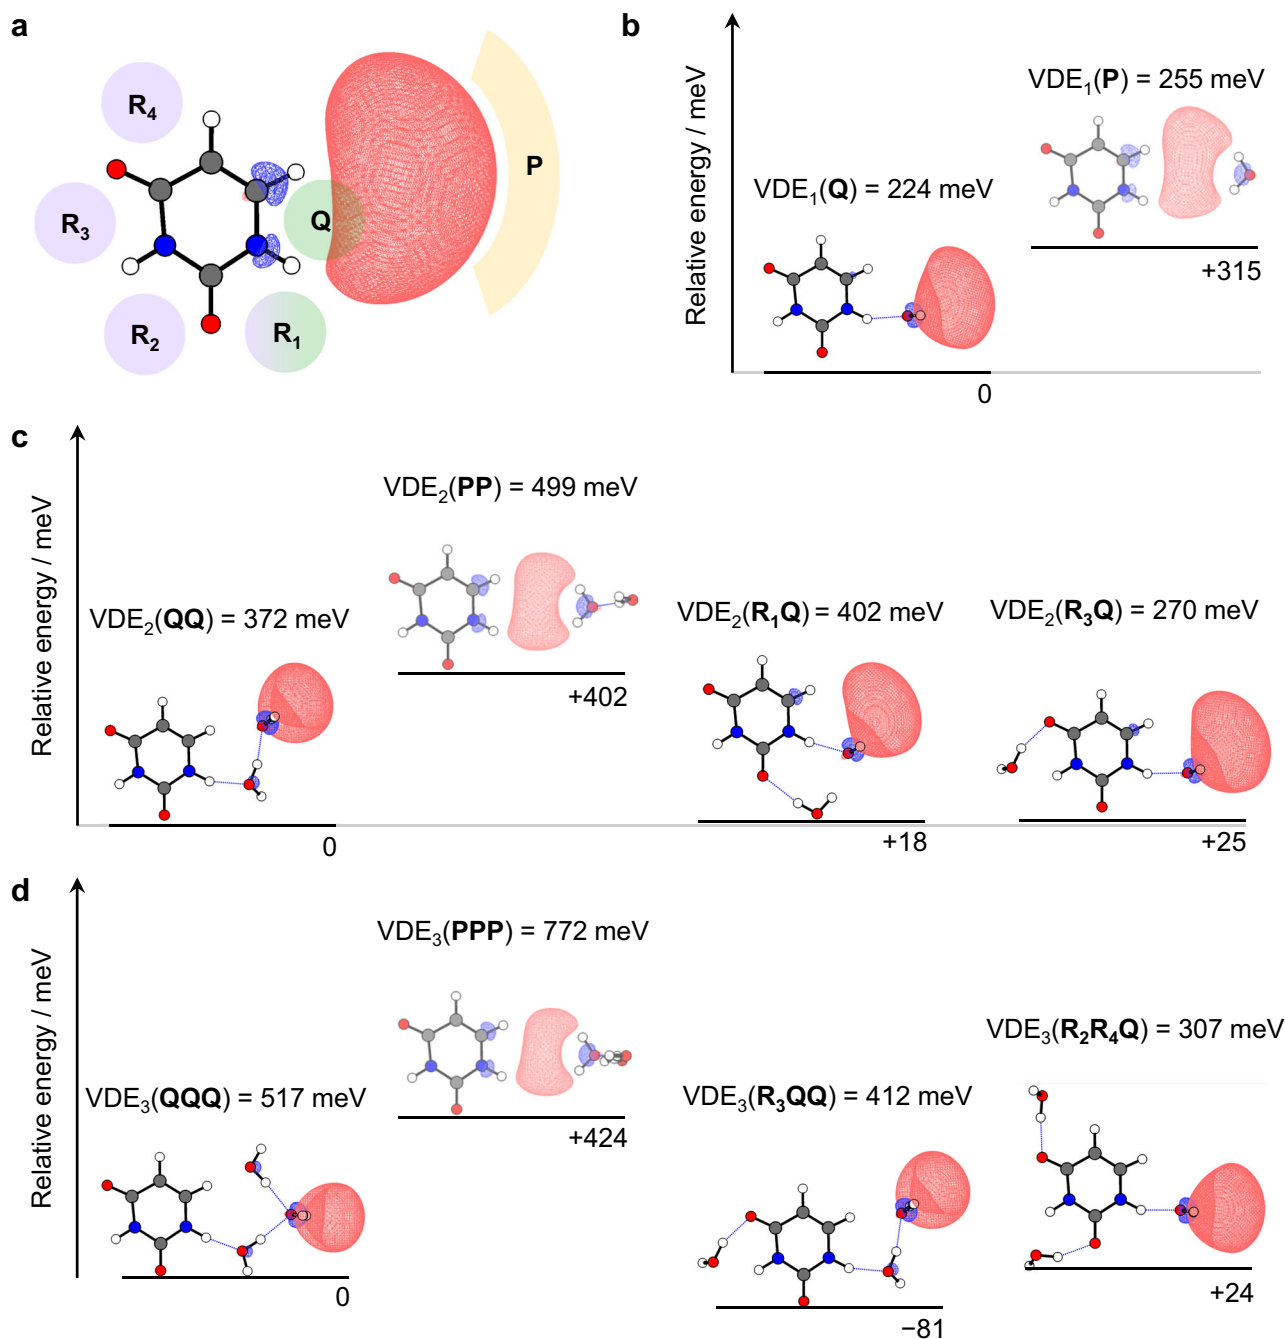 a
R4
R3
R2
R1
Q
P
b
Relative energy / meV
VDE1(P) = 255 meV
VDE1(Q) = 224 meV
+315
0
c
Relative energy / meV
VDE2(PP) = 499 meV
VDE2(QQ) = 372 meV
VDE2(R1Q) = 402 meV
VDE2(R3Q) = 270 meV
+402
0
+18
+25
d
Relative energy / meV
VDE3(PPP) = 772 meV
VDE3(R2R4Q) = 307 meV
VDE3(QQQ) = 517 meV
VDE3(R3QQ) = 412 meV
+424
0
−81
+24